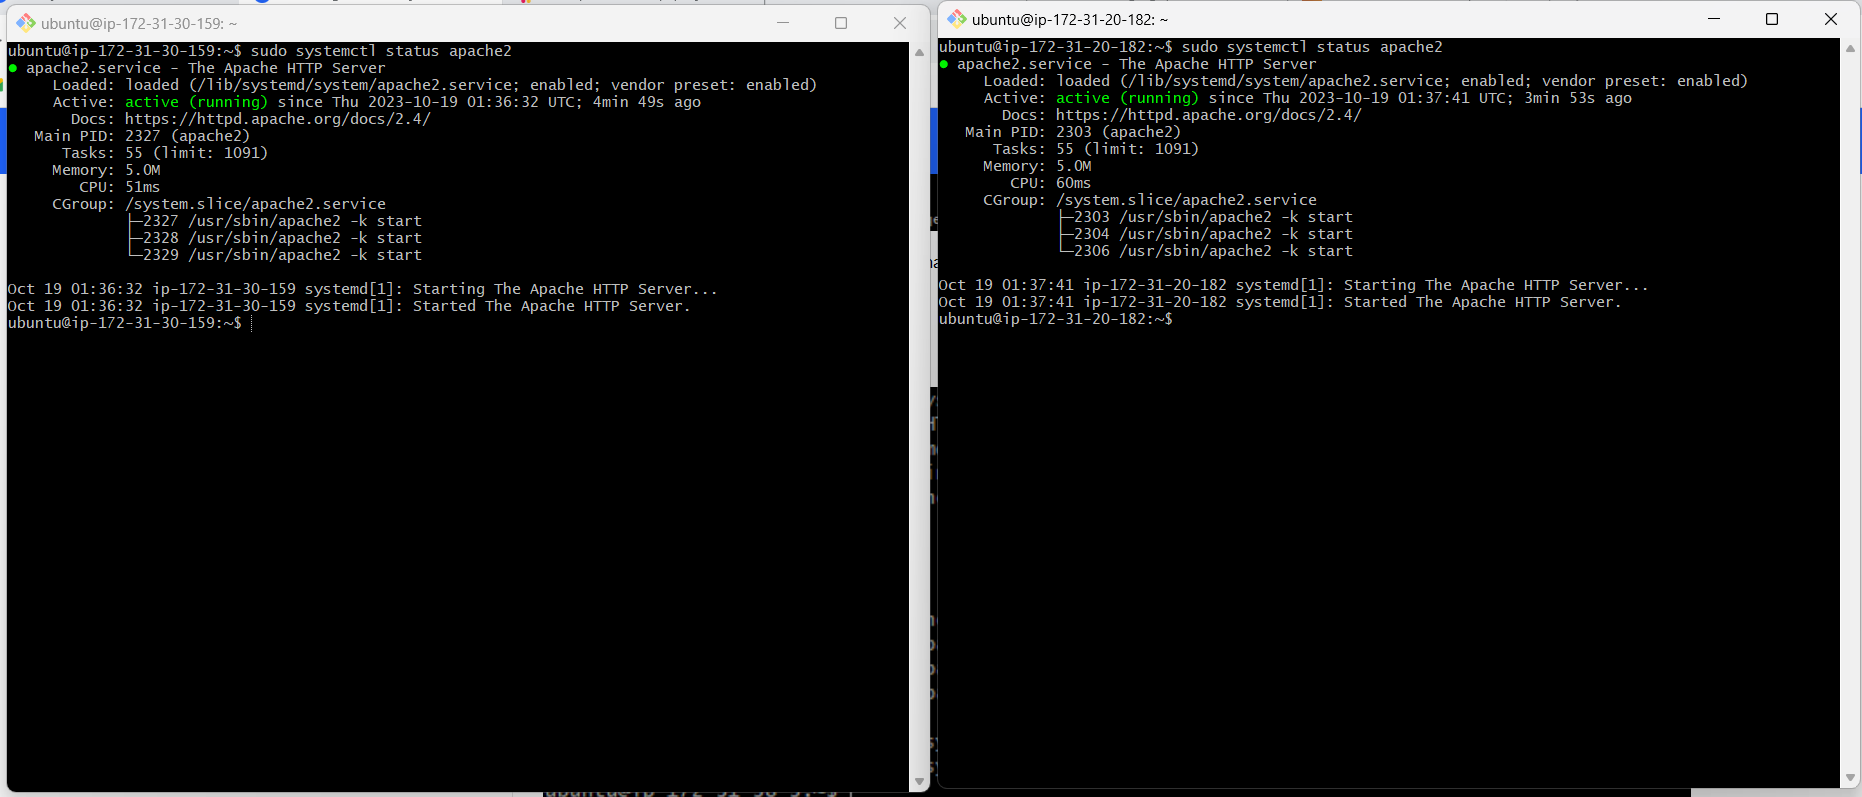 ubuntu@ip-172-31-30-159: ~
ubuntu@ip-172-31-30-159:~$ sudo systemctl status apache2
● apache2.service - The Apache HTTP Server
     Loaded: loaded (/lib/systemd/system/apache2.service; enabled; vendor preset: enabled)
     Active: active (running) since Thu 2023-10-19 01:36:32 UTC; 4min 49s ago
       Docs: https://httpd.apache.org/docs/2.4/
   Main PID: 2327 (apache2)
      Tasks: 55 (limit: 1091)
     Memory: 5.0M
        CPU: 51ms
     CGroup: /system.slice/apache2.service
             ├─2327 /usr/sbin/apache2 -k start
             ├─2328 /usr/sbin/apache2 -k start
             └─2329 /usr/sbin/apache2 -k start
Oct 19 01:36:32 ip-172-31-30-159 systemd[1]: Starting The Apache HTTP Server...
Oct 19 01:36:32 ip-172-31-30-159 systemd[1]: Started The Apache HTTP Server.
ubuntu@ip-172-31-30-159:~$
ubuntu@ip-172-31-20-182: ~
ubuntu@ip-172-31-20-182:~$ sudo systemctl status apache2
● apache2.service - The Apache HTTP Server
     Loaded: loaded (/lib/systemd/system/apache2.service; enabled; vendor preset: enabled)
     Active: active (running) since Thu 2023-10-19 01:37:41 UTC; 3min 53s ago
       Docs: https://httpd.apache.org/docs/2.4/
   Main PID: 2303 (apache2)
      Tasks: 55 (limit: 1091)
     Memory: 5.0M
        CPU: 60ms
     CGroup: /system.slice/apache2.service
             ├─2303 /usr/sbin/apache2 -k start
             ├─2304 /usr/sbin/apache2 -k start
             └─2306 /usr/sbin/apache2 -k start
Oct 19 01:37:41 ip-172-31-20-182 systemd[1]: Starting The Apache HTTP Server...
Oct 19 01:37:41 ip-172-31-20-182 systemd[1]: Started The Apache HTTP Server.
ubuntu@ip-172-31-20-182:~$